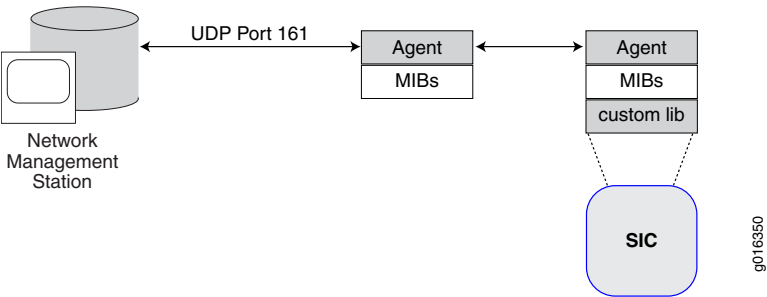 UDP Port 161
Agent
MIBs
Agent
MIBs
custom lib
Network
Management
Station
SIC
g016350